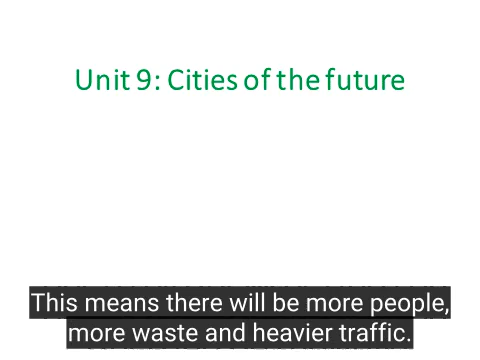 Unit 9: Cities of the future
This means there will be more people,
more waste and heavier traffic.